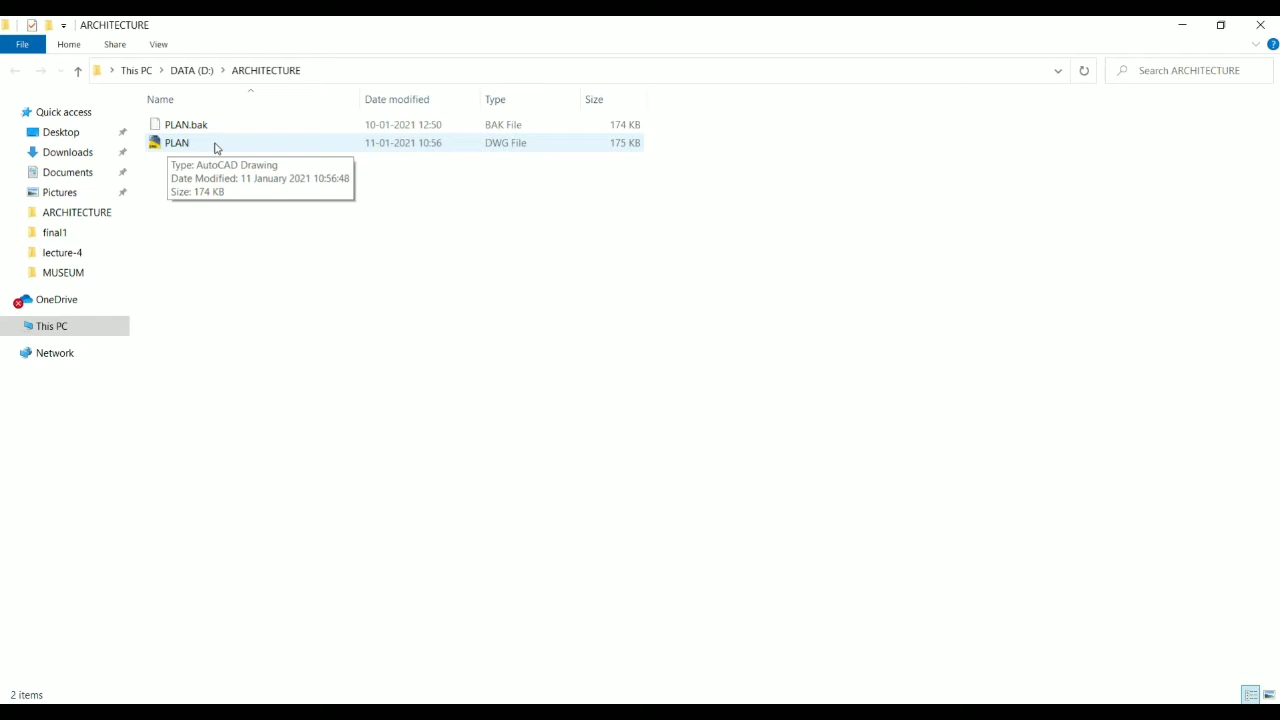 ARCHITECTURE
File Home Share View
This PC DATA (D:) ARCHITECTURE Search ARCHITECTURE
Name Date modified Type Size
PLAN.bak 10-01-2021 12:50 BAK File 174 KB
PLAN 11-01-2021 10:56 DWG File 175 KB
Type: AutoCAD Drawing
Date Modified: 11 January 2021 10:56:48
Size: 174 KB
Quick access
Desktop
Downloads
Documents
Pictures
ARCHITECTURE
final1
lecture-4
MUSEUM
OneDrive
This PC
Network
2 items